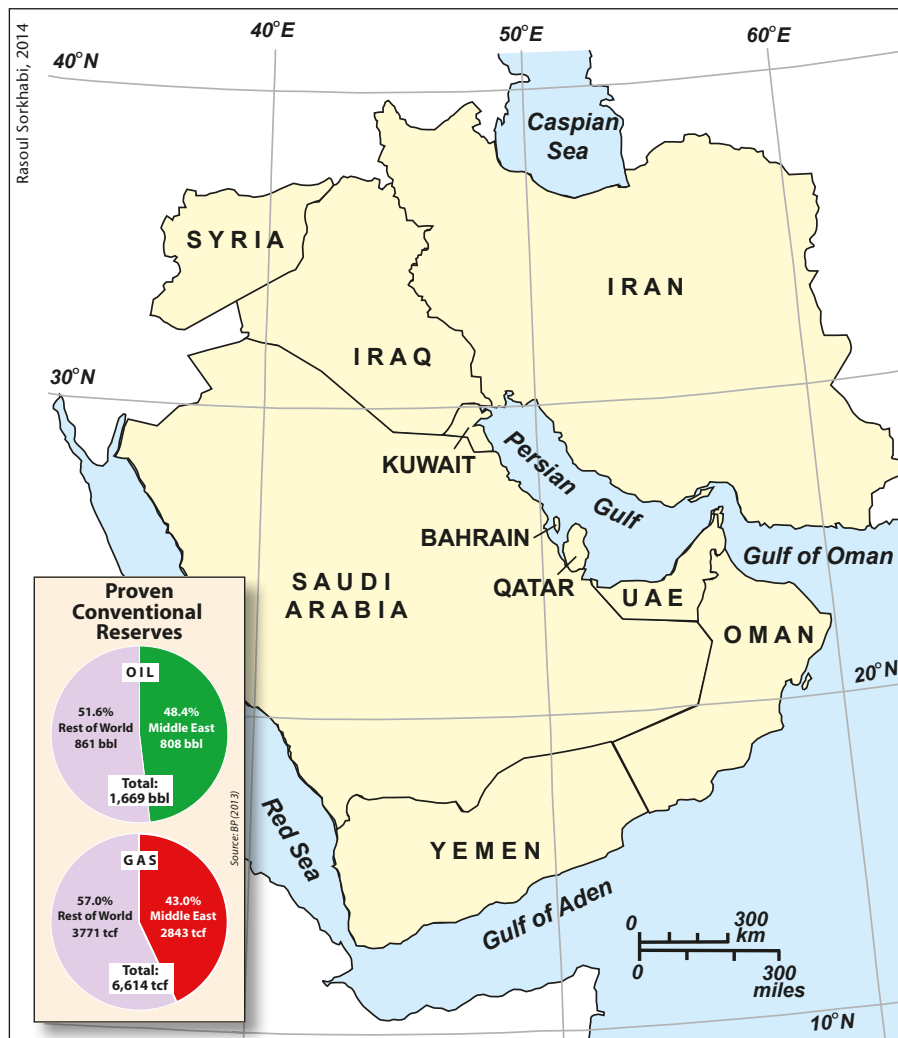 Rasoul Sorkhabi, 2014
40°E
50°E
60°E
40°N
Caspian
Sea
SYRIA
IRAN
IRAQ
30°N
KUWAIT
Persian Gulf
BAHRAIN
Gulf of Oman
QATAR
UAE
SAUDI
ARABIA
OMAN
20°N
Red Sea
YEMEN
Gulf of Aden
0 300
km
0 300
miles
10°N
Proven
Conventional
Reserves
OIL
51.6%
Rest of World
861 bbl
48.4%
Middle East
808 bbl
Total:
1,669 bbl
Source: BP (2013)
GAS
57.0%
Rest of World
3771 tcf
43.0%
Middle East
2843 tcf
Total:
6,614 tcf